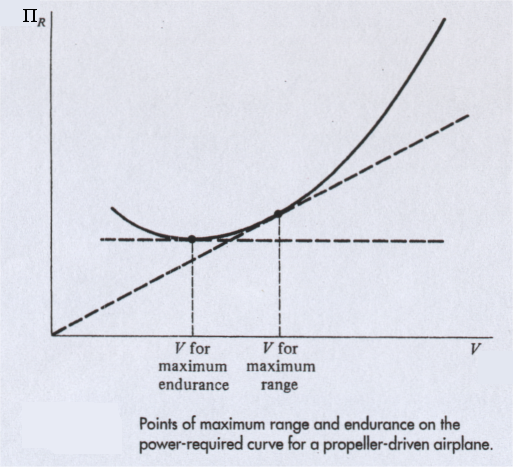 Π_R
V for
maximum
endurance
V for
maximum
range
V
Points of maximum range and endurance on the
power-required curve for a propeller-driven airplane.